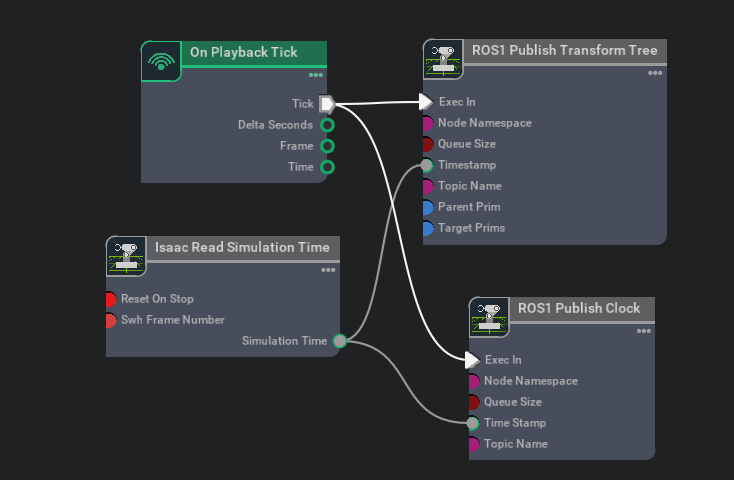 On Playback Tick
Tick
Delta Seconds
Frame
Time
ROS1 Publish Transform Tree
Exec In
Node Namespace
Queue Size
Timestamp
Topic Name
Parent Prim
Target Prims
Isaac Read Simulation Time
Reset On Stop
Swh Frame Number
Simulation Time
ROS1 Publish Clock
Exec In
Node Namespace
Queue Size
Time Stamp
Topic Name